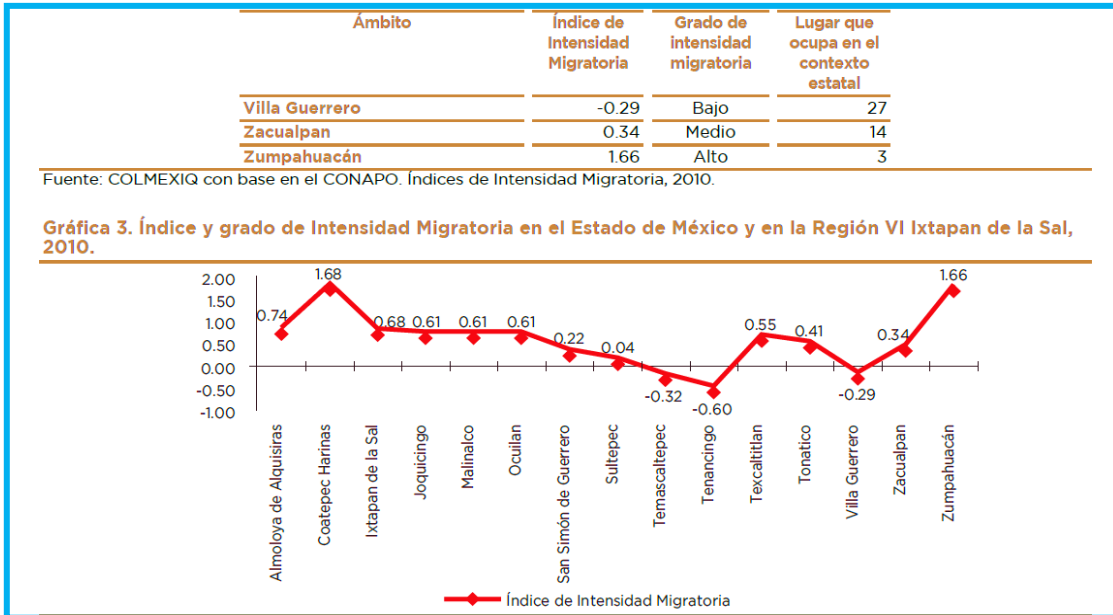 Ámbito Índice de Intensidad Migratoria Grado de intensidad migratoria Lugar que ocupa en el contexto estatal
Villa Guerrero -0.29 Bajo 27
Zacualpan 0.34 Medio 14
Zumpahuacán 1.66 Alto 3
Fuente: COLMEXIQ con base en el CONAPO. Índices de Intensidad Migratoria, 2010.
Gráfica 3. Índice y grado de Intensidad Migratoria en el Estado de México y en la Región VI Ixtapan de la Sal,
2010.
2.00
1.50
1.00
0.50
0.00
-0.50
-1.00
0.74 1.68 0.68 0.61 0.61 0.61 0.22 0.04 -0.32 -0.60 0.55 0.41 -0.29 0.34 1.66
Almoloya de Alquisiras
Coatepec Harinas
Ixtapan de la Sal
Joquicingo
Malinalco
Ocuilan
San Simón de Guerrero
Sultepec
Temascaltepec
Tenancingo
Texcaltitlan
Tonatico
Villa Guerrero
Zacualpan
Zumpahuacán
Índice de Intensidad Migratoria